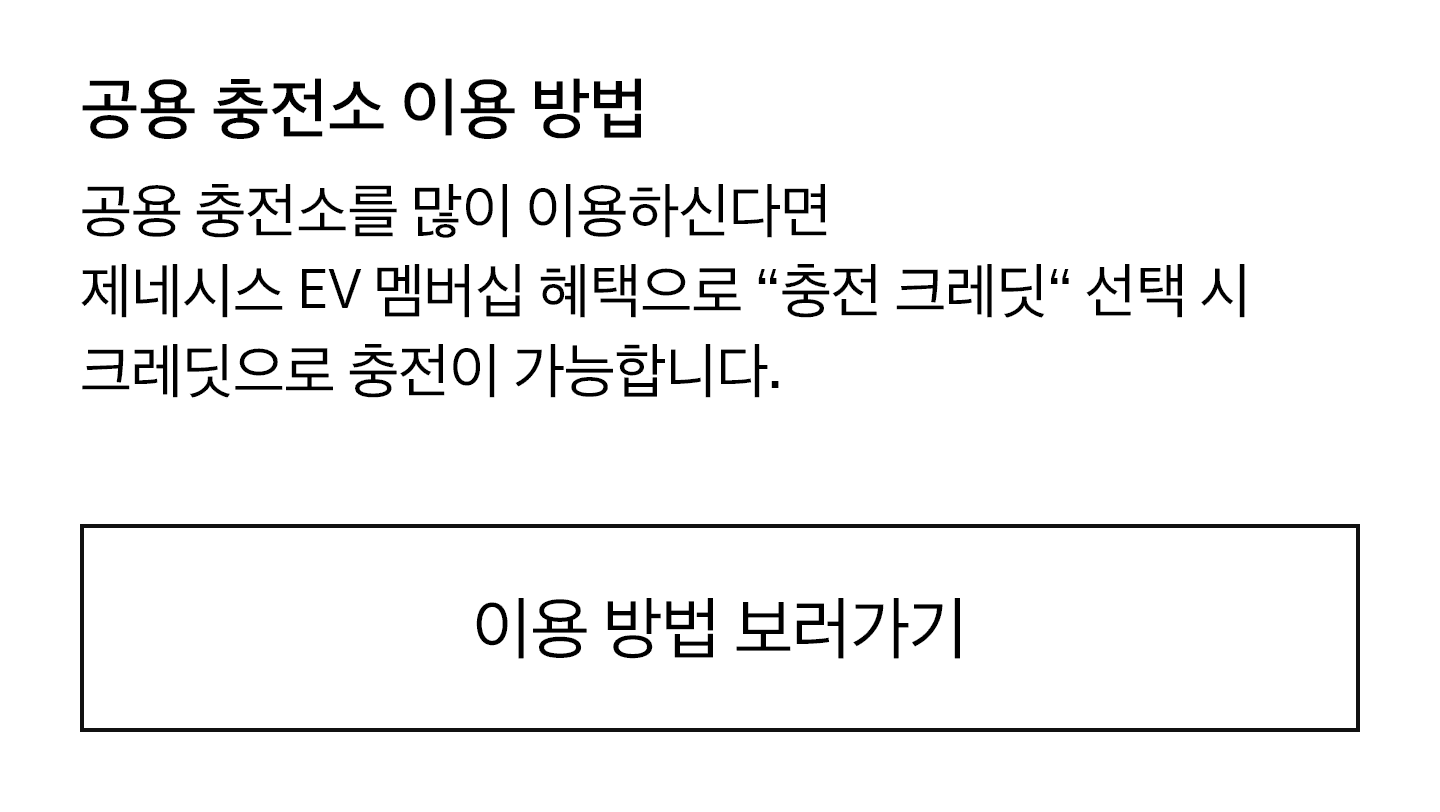 공용 충전소 이용 방법
공용 충전소를 많이 이용하신다면
제네시스 EV 멤버십 혜택으로 “충전 크레딧“ 선택 시
크레딧으로 충전이 가능합니다.
이용 방법 보러가기